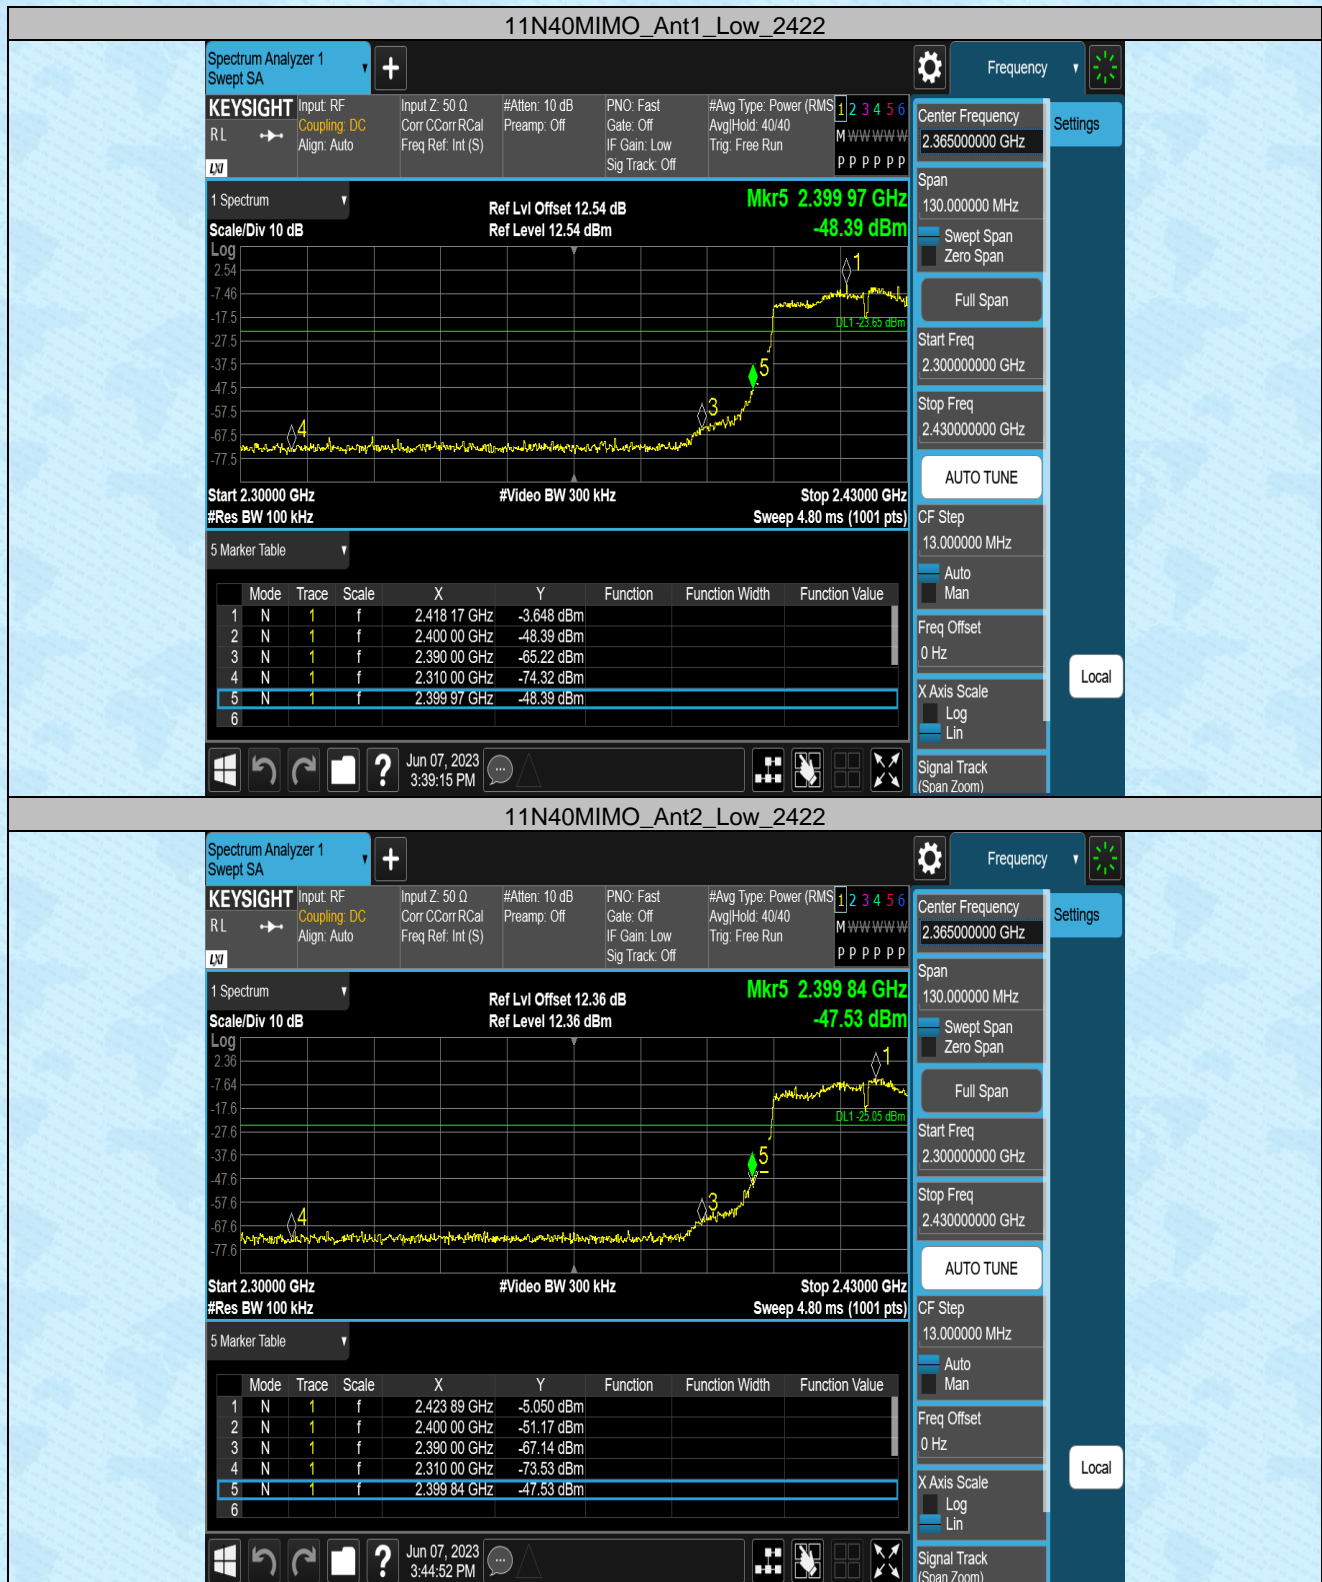 11N40MIMO_Ant1_Low_2422
Spectrum Analyzer 1
Swept SA
Frequency
KEYSIGHT
RL
LXI
Input: RF
Coupling: DC
Align: Auto
Input Z: 50 Ω
Corr CCorr RCal
Freq Ref: Int (S)
#Atten: 10 dB
Preamp: Off
PNO: Fast
Gate: Off
IF Gain: Low
Sig Track: Off
#Avg Type: Power (RMS
Avg|Hold: 40/40
Trig: Free Run
1 2 3 4 5 6
M W W W W W
P P P P P P
Center Frequency
2.365000000 GHz
Settings
1 Spectrum
Scale/Div 10 dB
Ref Lvl Offset 12.54 dB
Ref Level 12.54 dBm
Mkr5 2.399 97 GHz
-48.39 dBm
Log
2.54
-7.46
-17.5
-27.5
-37.5
-47.5
-57.5
-67.5
-77.5
1
DL1 -23.65 dBm
5
3
4
Start 2.30000 GHz
#Video BW 300 kHz
Stop 2.43000 GHz
#Res BW 100 kHz
Sweep 4.80 ms (1001 pts)
Span
130.000000 MHz
Swept Span
Zero Span
Full Span
Start Freq
2.300000000 GHz
Stop Freq
2.430000000 GHz
AUTO TUNE
CF Step
13.000000 MHz
Auto
Man
Freq Offset
0 Hz
X Axis Scale
Log
Lin
Signal Track
(Span Zoom)
Local
5 Marker Table
Mode Trace Scale X Y Function Function Width Function Value
1 N 1 f 2.418 17 GHz -3.648 dBm
2 N 1 f 2.400 00 GHz -48.39 dBm
3 N 1 f 2.390 00 GHz -65.22 dBm
4 N 1 f 2.310 00 GHz -74.32 dBm
5 N 1 f 2.399 97 GHz -48.39 dBm
6
Jun 07, 2023
3:39:15 PM
11N40MIMO_Ant2_Low_2422
Spectrum Analyzer 1
Swept SA
Frequency
KEYSIGHT
RL
LXI
Input: RF
Coupling: DC
Align: Auto
Input Z: 50 Ω
Corr CCorr RCal
Freq Ref: Int (S)
#Atten: 10 dB
Preamp: Off
PNO: Fast
Gate: Off
IF Gain: Low
Sig Track: Off
#Avg Type: Power (RMS
Avg|Hold: 40/40
Trig: Free Run
1 2 3 4 5 6
M W W W W W
P P P P P P
Center Frequency
2.365000000 GHz
Settings
1 Spectrum
Scale/Div 10 dB
Ref Lvl Offset 12.36 dB
Ref Level 12.36 dBm
Mkr5 2.399 84 GHz
-47.53 dBm
Log
2.36
-7.64
-17.6
-27.6
-37.6
-47.6
-57.6
-67.6
-77.6
1
DL1 -25.05 dBm
5
3
4
Start 2.30000 GHz
#Video BW 300 kHz
Stop 2.43000 GHz
#Res BW 100 kHz
Sweep 4.80 ms (1001 pts)
Span
130.000000 MHz
Swept Span
Zero Span
Full Span
Start Freq
2.300000000 GHz
Stop Freq
2.430000000 GHz
AUTO TUNE
CF Step
13.000000 MHz
Auto
Man
Freq Offset
0 Hz
X Axis Scale
Log
Lin
Signal Track
(Span Zoom)
Local
5 Marker Table
Mode Trace Scale X Y Function Function Width Function Value
1 N 1 f 2.423 89 GHz -5.050 dBm
2 N 1 f 2.400 00 GHz -51.17 dBm
3 N 1 f 2.390 00 GHz -67.14 dBm
4 N 1 f 2.310 00 GHz -73.53 dBm
5 N 1 f 2.399 84 GHz -47.53 dBm
6
Jun 07, 2023
3:44:52 PM